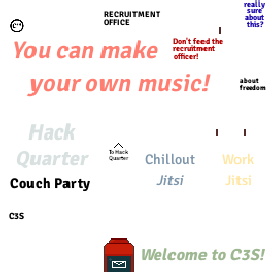 really
sure
about
this?
RECRUITMENT
OFFICE
Don't feed the
recruitment
officer!
You can make
your own music!
about
freedom
Hack
Quarter
To Hack
Quarter
Chillout
Jitsi
Work
Jitsi
Couch Party
C3S
Welcome to C3S!